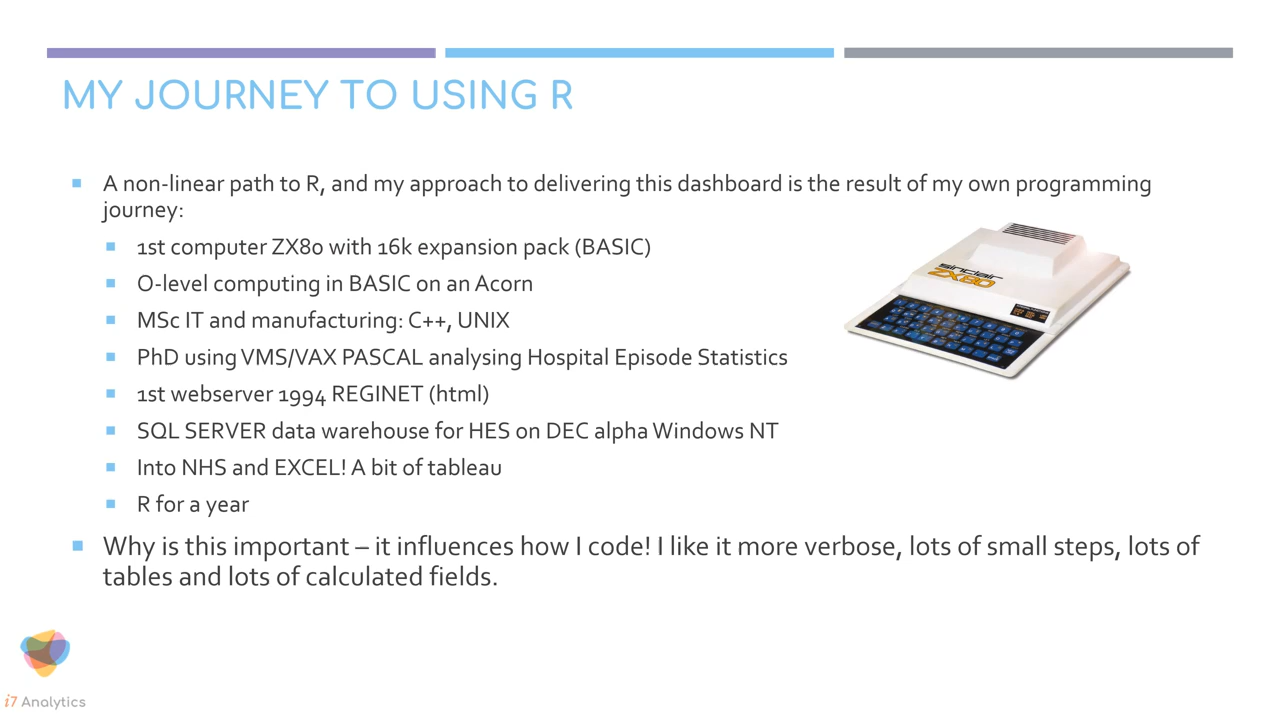 MY JOURNEY TO USING R
A non-linear path to R, and my approach to delivering this dashboard is the result of my own programming
journey:
1st computer ZX80 with 16k expansion pack (BASIC)
O-level computing in BASIC on an Acorn
MSc IT and manufacturing: C++, UNIX
PhD using VMS/VAX PASCAL analysing Hospital Episode Statistics
1st webserver 1994 REGINET (html)
SQL SERVER data warehouse for HES on DEC alpha Windows NT
Into NHS and EXCEL! A bit of tableau
R for a year
Why is this important – it influences how I code! I like it more verbose, lots of small steps, lots of
tables and lots of calculated fields.
sinclair
ZX80
i7 Analytics